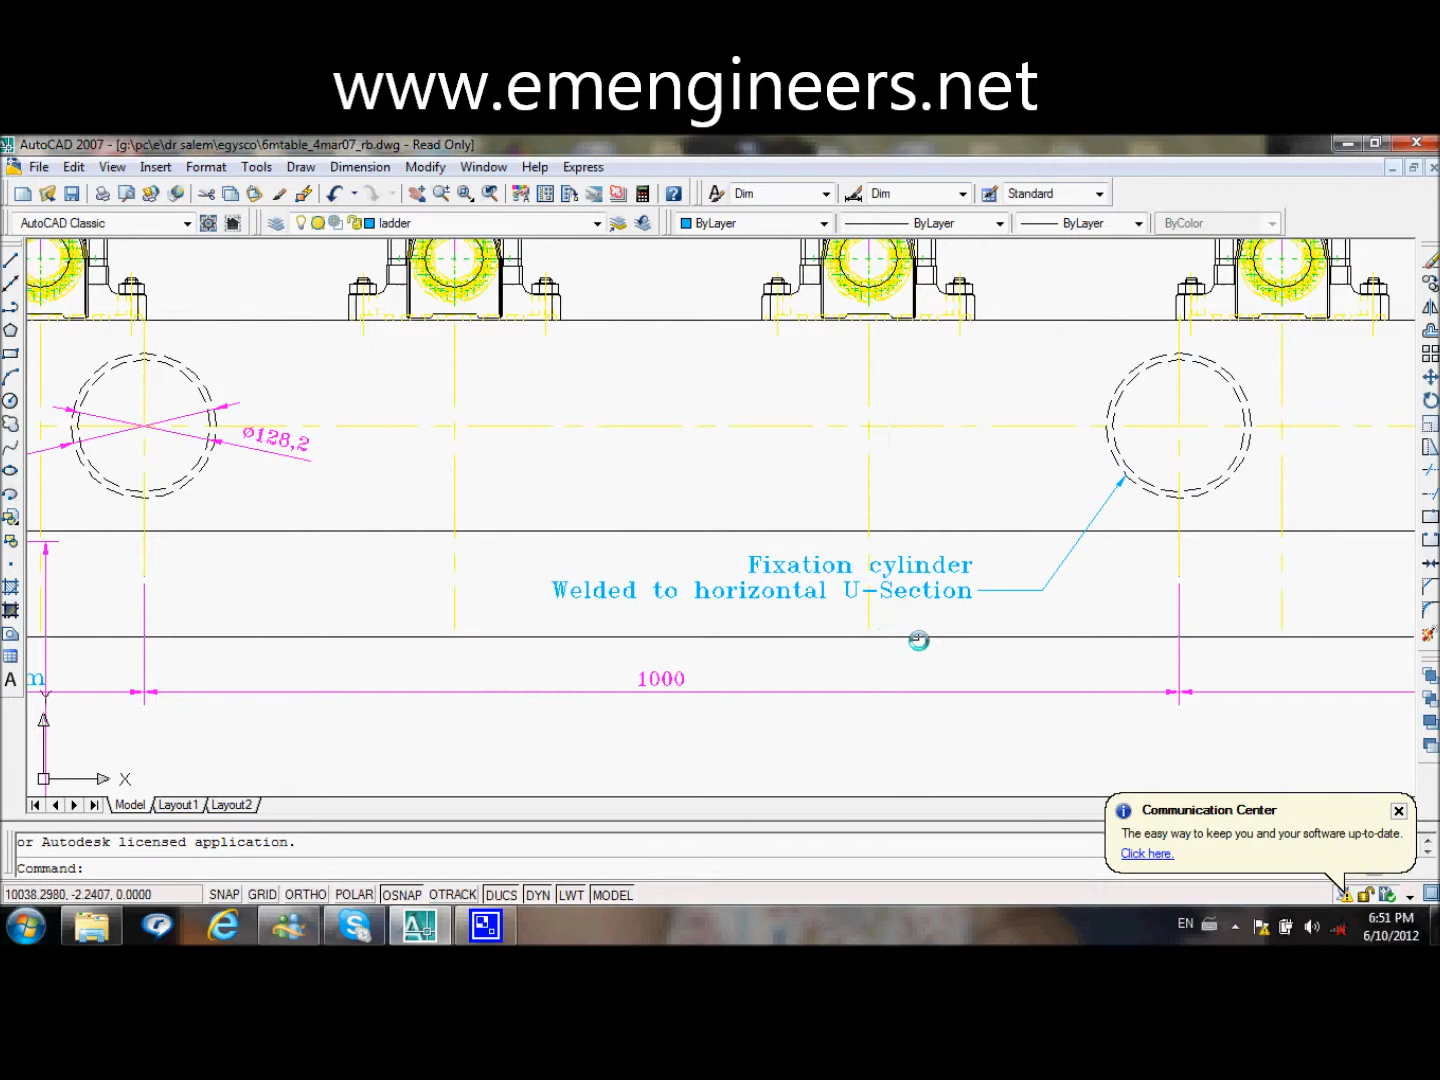 www.emengineers.net
AutoCAD 2007 - [g:\pc\e\dr salem\egysco\6mtable_4mar07_rb.dwg - Read Only]
File Edit View Insert Format Tools Draw Dimension Modify Window Help Express
Dim Dim Standard
AutoCAD Classic ladder ByLayer ByLayer ByLayer ByColor
ø128,2
Fixation cylinder
Welded to horizontal U-Section
1000
m
Y
X
Model Layout1 Layout2
Communication Center
The easy way to keep you and your software up-to-date.
Click here.
or Autodesk licensed application.
Command:
10038.2980, -2.2407, 0.0000 SNAP GRID ORTHO POLAR OSNAP OTRACK DUCS DYN LWT MODEL
EN 6:51 PM
6/10/2012